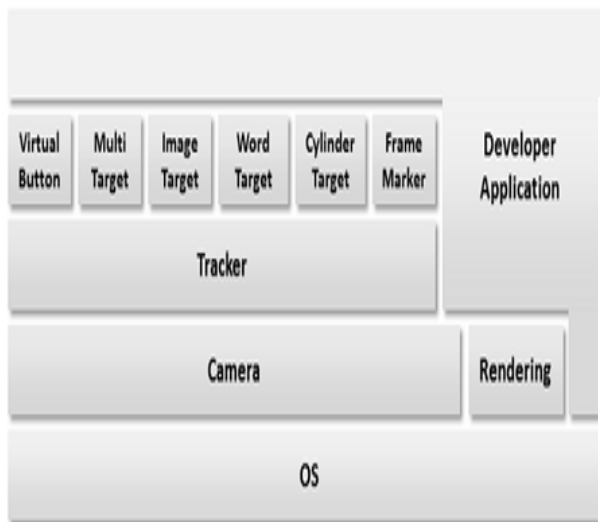 Virtual
Button
Multi
Target
Image
Target
Word
Target
Cylinder
Target
Frame
Marker
Developer
Application
Tracker
Camera
Rendering
OS